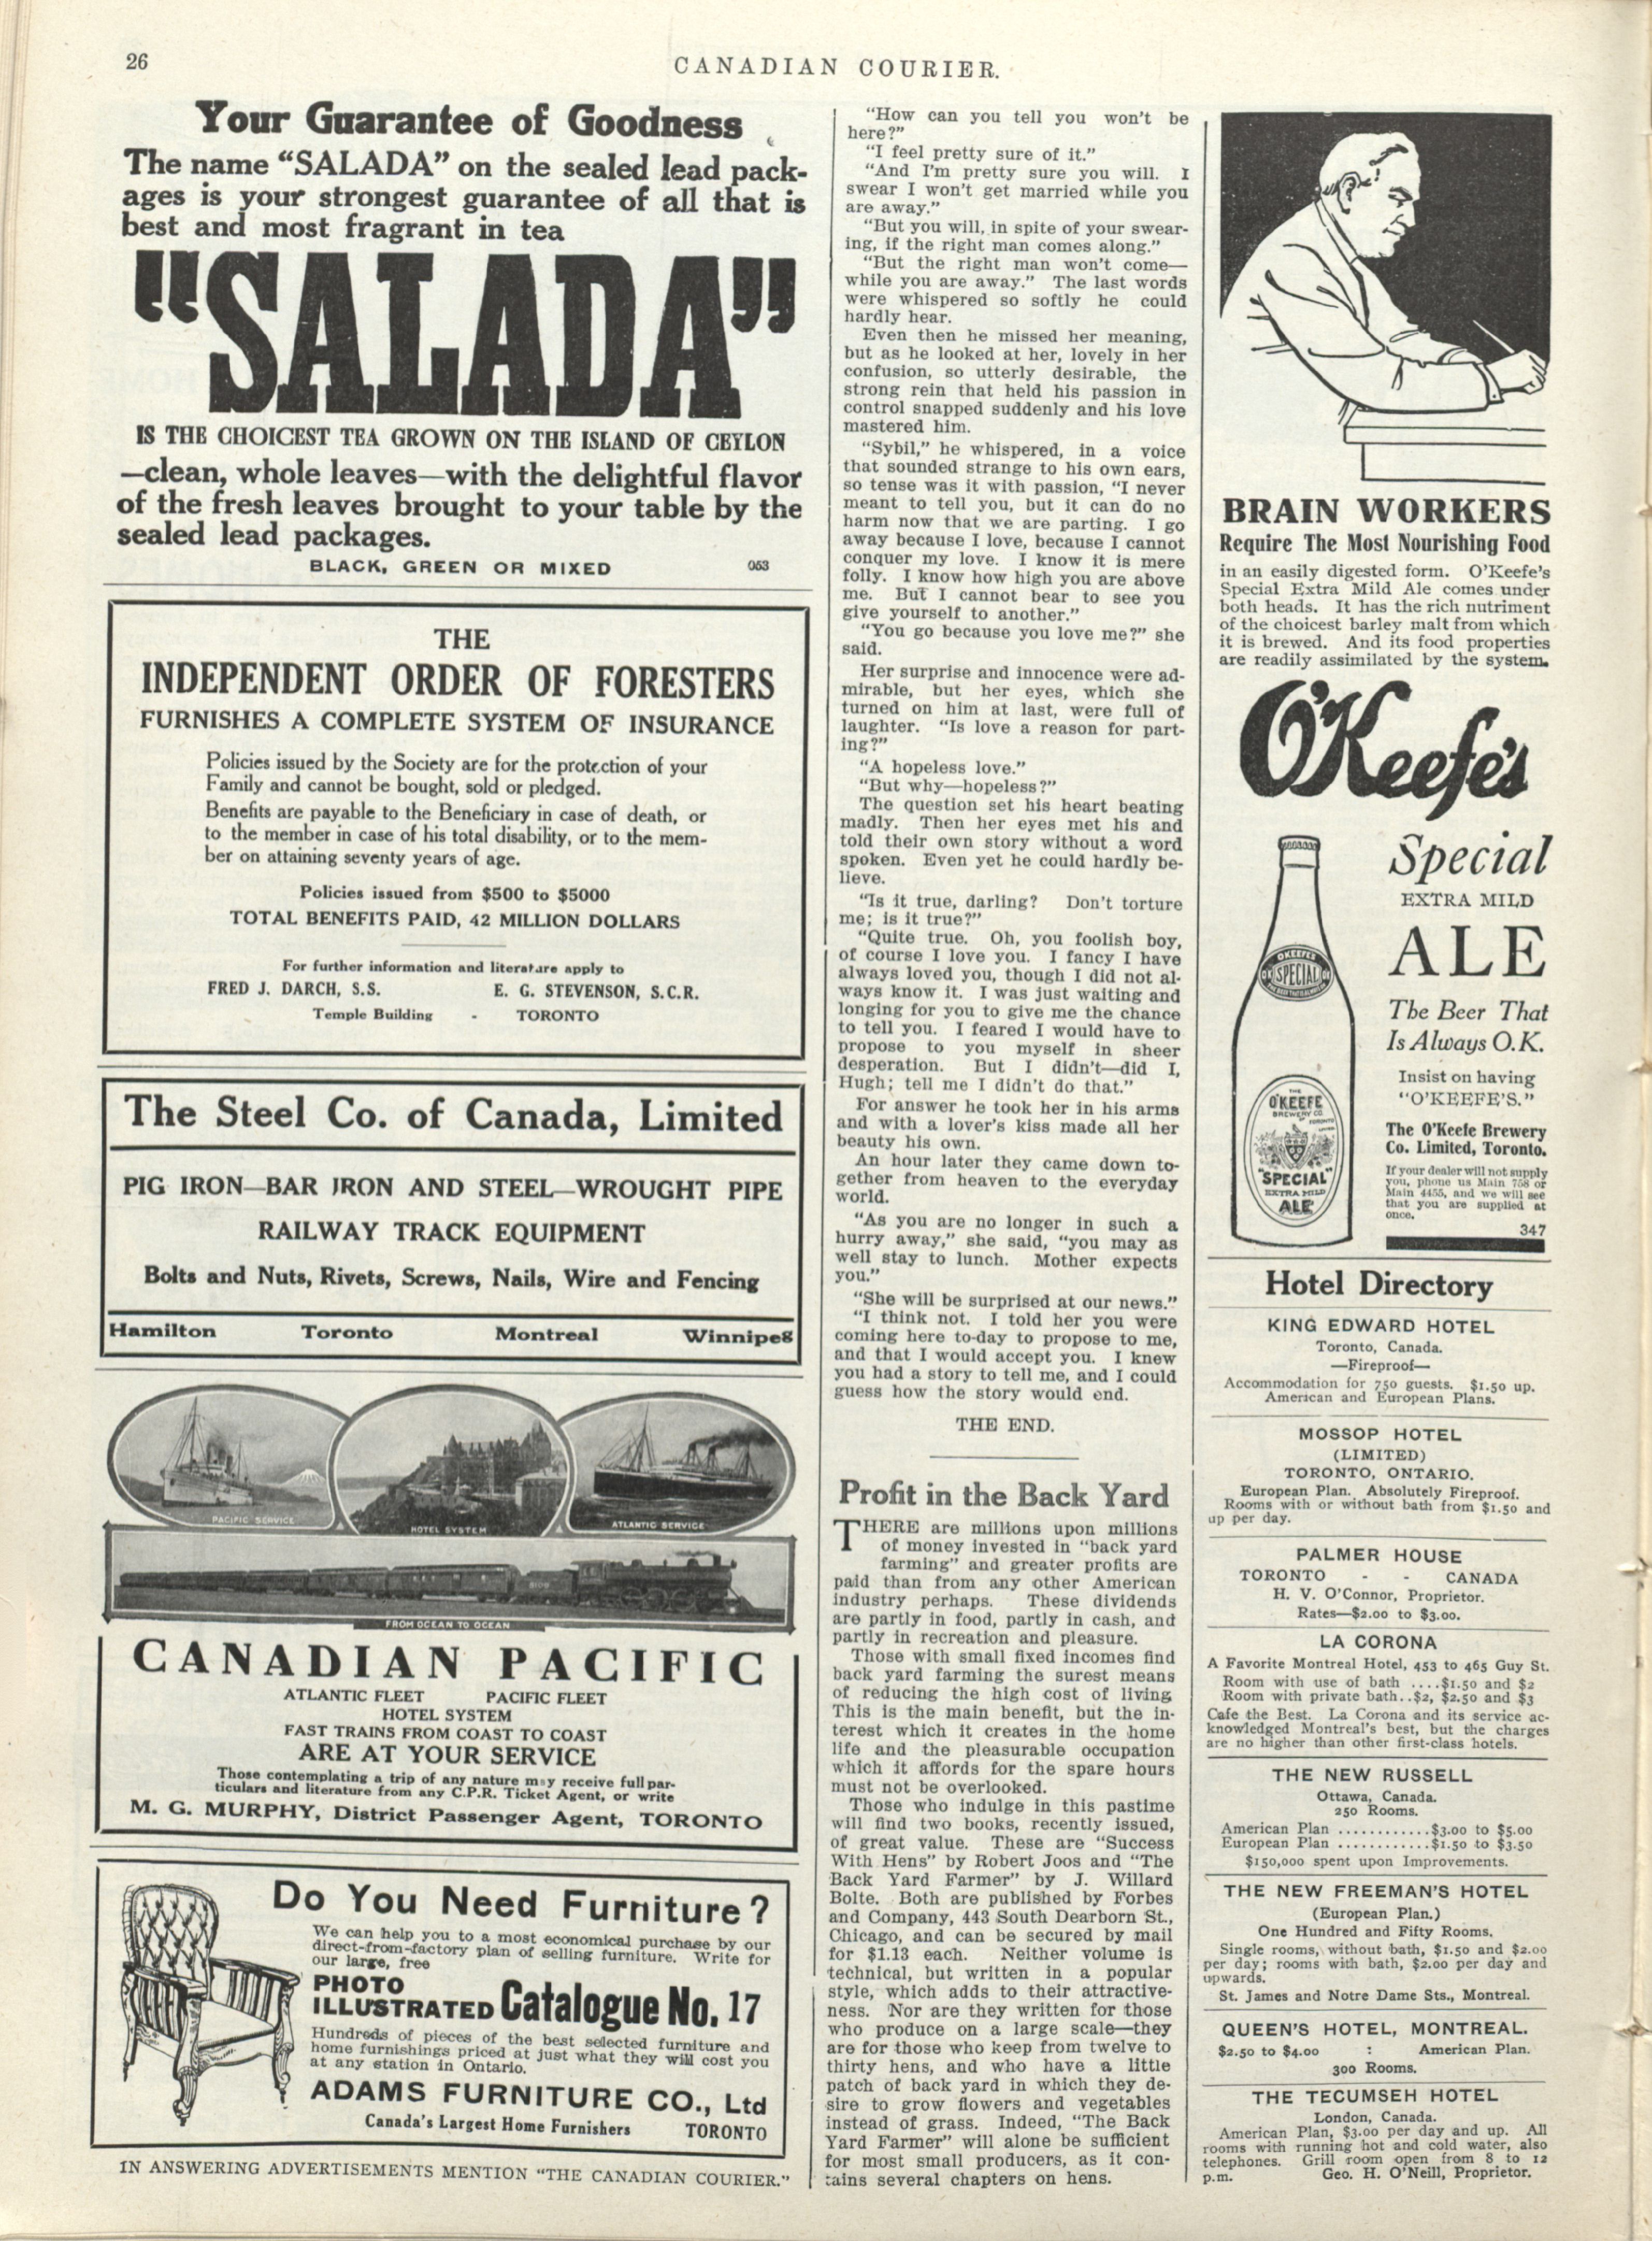 26
CANADIAN COURIER.
Your Guarantee of Goodness
The name “SALADA” on the sealed lead pack-
ages is your strongest guarantee of all that is
best and most fragrant in tea
“SALADA”
IS THE CHOICEST TEA GROWN ON THE ISLAND OF CEYLON
—clean, whole leaves—with the delightful flavor
of the fresh leaves brought to your table by the
sealed lead packages.
BLACK, GREEN OR MIXED 053
THE
INDEPENDENT ORDER OF FORESTERS
FURNISHES A COMPLETE SYSTEM OF INSURANCE
Policies issued by the Society are for the protection of your
Family and cannot be bought, sold or pledged.
Benefits are payable to the Beneficiary in case of death, or
to the member in case of his total disability, or to the mem-
ber on attaining seventy years of age.
Policies issued from $500 to $5000
TOTAL BENEFITS PAID, 42 MILLION DOLLARS
For further information and literature apply to
FRED J. DARCH, S.S. E. G. STEVENSON, S.C.R.
Temple Building - TORONTO
The Steel Co. of Canada, Limited
PIG IRON—BAR IRON AND STEEL—WROUGHT PIPE
RAILWAY TRACK EQUIPMENT
Bolts and Nuts, Rivets, Screws, Nails, Wire and Fencing
Hamilton Toronto Montreal Winnipeg
PACIFIC SERVICE
HOTEL SYSTEM
ATLANTIC SERVICE
FROM OCEAN TO OCEAN
CANADIAN PACIFIC
ATLANTIC FLEET PACIFIC FLEET
HOTEL SYSTEM
FAST TRAINS FROM COAST TO COAST
ARE AT YOUR SERVICE
Those contemplating a trip of any nature may receive full par-
ticulars and literature from any C.P.R. Ticket Agent, or write
M. G. MURPHY, District Passenger Agent, TORONTO
Do You Need Furniture?
We can help you to a most economical purchase by our
direct-from-factory plan of selling furniture. Write for
our large, free
PHOTO
ILLUSTRATED Catalogue No. 17
Hundreds of pieces of the best selected furniture and
home furnishings priced at just what they will cost you
at any station in Ontario.
ADAMS FURNITURE CO., Ltd
Canada's Largest Home Furnishers TORONTO
IN ANSWERING ADVERTISEMENTS MENTION “THE CANADIAN COURIER.”
“How can you tell you won't be
here?”
“I feel pretty sure of it.”
“And I'm pretty sure you will. I
swear I won't get married while you
are away.”
“But you will, in spite of your swear-
ing, if the right man comes along.”
“But the right man won't come—
while you are away.” The last words
were whispered so softly he could
hardly hear.
Even then he missed her meaning,
but as he looked at her, lovely in her
confusion, so utterly desirable, the
strong rein that held his passion in
control snapped suddenly and his love
mastered him.
“Sybil,” he whispered, in a voice
that sounded strange to his own ears,
so tense was it with passion, “I never
meant to tell you, but it can do no
harm now that we are parting. I go
away because I love, because I cannot
conquer my love. I know it is mere
folly. I know how high you are above
me. But I cannot bear to see you
give yourself to another.”
“You go because you love me?” she
said.
Her surprise and innocence were ad-
mirable, but her eyes, which she
turned on him at last, were full of
laughter. “Is love a reason for part-
ing?”
“A hopeless love.”
“But why—hopeless?”
The question set his heart beating
madly. Then her eyes met his and
told their own story without a word
spoken. Even yet he could hardly be-
lieve.
“Is it true, darling? Don't torture
me; is it true?”
“Quite true. Oh, you foolish boy,
of course I love you. I fancy I have
always loved you, though I did not al-
ways know it. I was just waiting and
longing for you to give me the chance
to tell you. I feared I would have to
propose to you myself in sheer
desperation. But I didn't—did I,
Hugh; tell me I didn't do that.”
For answer he took her in his arms
and with a lover's kiss made all her
beauty his own.
An hour later they came down to-
gether from heaven to the everyday
world.
“As you are no longer in such a
hurry away,” she said, “you may as
well stay to lunch. Mother expects
you.”
“She will be surprised at our news.”
“I think not. I told her you were
coming here to-day to propose to me,
and that I would accept you. I knew
you had a story to tell me, and I could
guess how the story would end.
THE END.
Profit in the Back Yard
THERE are millions upon millions
of money invested in “back yard
farming” and greater profits are
paid than from any other American
industry perhaps. These dividends
are partly in food, partly in cash, and
partly in recreation and pleasure.
Those with small fixed incomes find
back yard farming the surest means
of reducing the high cost of living
This is the main benefit, but the in-
terest which it creates in the home
life and the pleasurable occupation
which it affords for the spare hours
must not be overlooked.
Those who indulge in this pastime
will find two books, recently issued,
of great value. These are “Success
With Hens” by Robert Joos and “The
Back Yard Farmer” by J. Willard
Bolte. Both are published by Forbes
and Company, 443 South Dearborn St.,
Chicago, and can be secured by mail
for $1.13 each. Neither volume is
technical, but written in a popular
style, which adds to their attractive-
ness. Nor are they written for those
who produce on a large scale—they
are for those who keep from twelve to
thirty hens, and who have a little
patch of back yard in which they de-
sire to grow flowers and vegetables
instead of grass. Indeed, “The Back
Yard Farmer” will alone be sufficient
for most small producers, as it con-
tains several chapters on hens.
BRAIN WORKERS
Require The Most Nourishing Food
in an easily digested form. O'Keefe's
Special Extra Mild Ale comes under
both heads. It has the rich nutriment
of the choicest barley malt from which
it is brewed. And its food properties
are readily assimilated by the system.
O'Keefe's
Special
EXTRA MILD
ALE
The Beer That
Is Always O.K.
Insist on having
“O'KEEFE'S.”
The O'Keefe Brewery
Co. Limited, Toronto.
If your dealer will not supply
you, phone us Main 758 or
Main 4455, and we will see
that you are supplied at
once.
347
OKEEFE'S
OK SPECIAL OK
THE
O'KEEFE
BREWERY CO.
TORONTO
“SPECIAL”
EXTRA MILD
ALE
Hotel Directory
KING EDWARD HOTEL
Toronto, Canada.
—Fireproof—
Accommodation for 750 guests. $1.50 up.
American and European Plans.
MOSSOP HOTEL
(LIMITED)
TORONTO, ONTARIO.
European Plan. Absolutely Fireproof.
Rooms with or without bath from $1.50 and
up per day.
PALMER HOUSE
TORONTO - - CANADA
H. V. O'Connor, Proprietor.
Rates—$2.00 to $3.00.
LA CORONA
A Favorite Montreal Hotel, 453 to 465 Guy St.
Room with use of bath ....$1.50 and $2
Room with private bath..$2, $2.50 and $3
Cafe the Best. La Corona and its service ac-
knowledged Montreal's best, but the charges
are no higher than other first-class hotels.
THE NEW RUSSELL
Ottawa, Canada.
250 Rooms.
American Plan ............$3.00 to $5.00
European Plan ............$1.50 to $3.50
$150,000 spent upon Improvements.
THE NEW FREEMAN'S HOTEL
(European Plan.)
One Hundred and Fifty Rooms.
Single rooms, without bath, $1.50 and $2.00
per day; rooms with bath, $2.00 per day and
upwards.
St. James and Notre Dame Sts., Montreal.
QUEEN'S HOTEL, MONTREAL.
$2.50 to $4.00 : American Plan.
300 Rooms.
THE TECUMSEH HOTEL
London, Canada.
American Plan, $3.00 per day and up. All
rooms with running hot and cold water, also
telephones. Grill room open from 8 to 12
p.m. Geo. H. O'Neill, Proprietor.